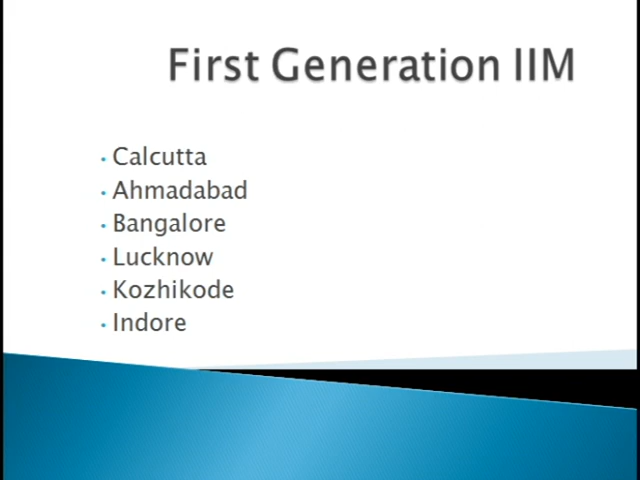 First Generation IIM
• Calcutta
• Ahmadabad
• Bangalore
• Lucknow
• Kozhikode
• Indore